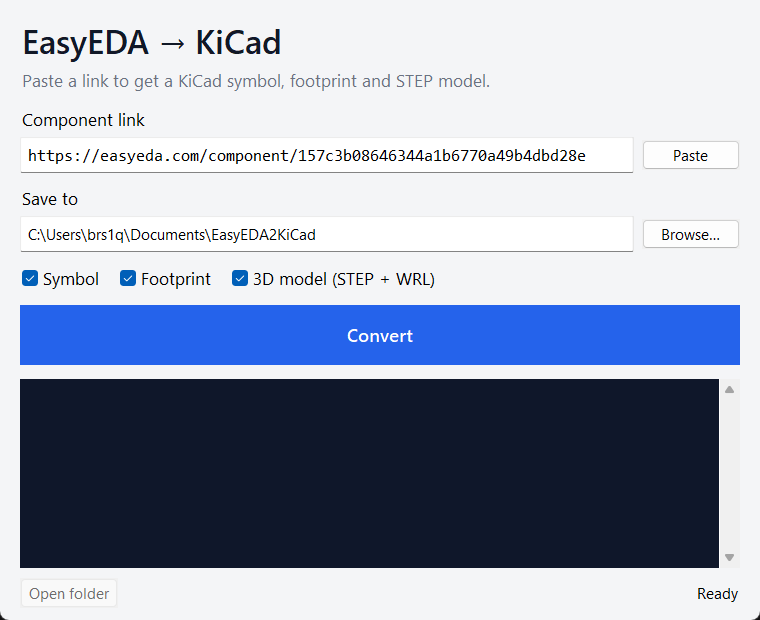 EasyEDA → KiCad
Paste a link to get a KiCad symbol, footprint and STEP model.
Component link
https://easyeda.com/component/157c3b08646344a1b6770a49b4dbd28e
Paste
Save to
C:\Users\brs1q\Documents\EasyEDA2KiCad
Browse...
Symbol Footprint 3D model (STEP + WRL)
Convert
Open folder
Ready